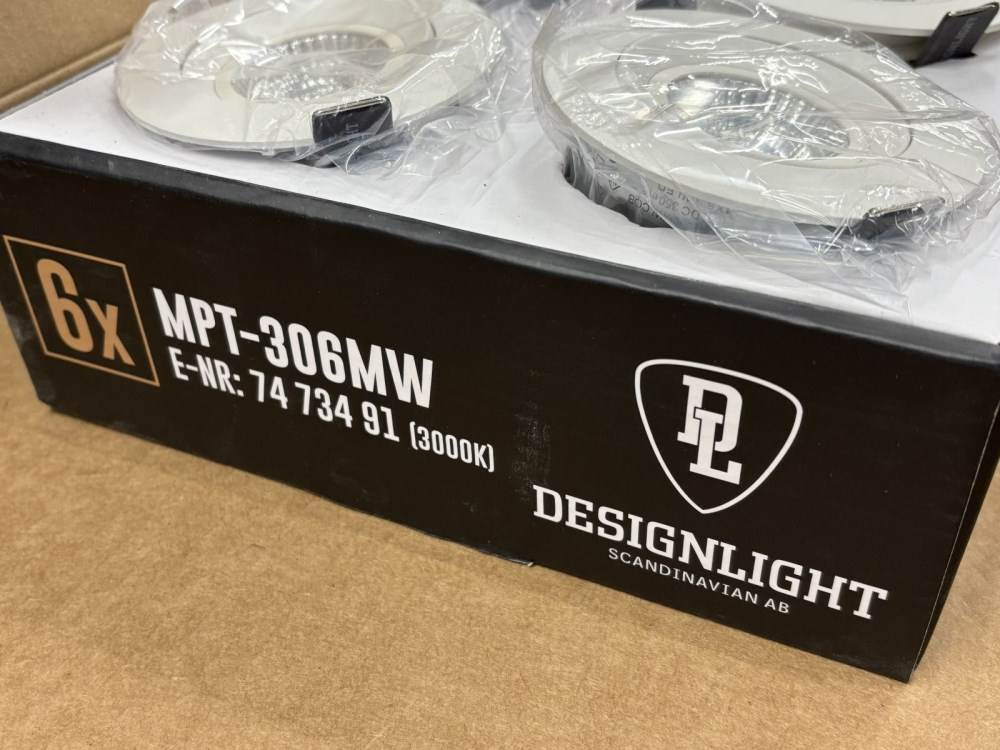 6x
MPT-306MW
E-NR: 74 734 91 (3000K)
DL
DESIGNLIGHT
SCANDINAVIAN AB